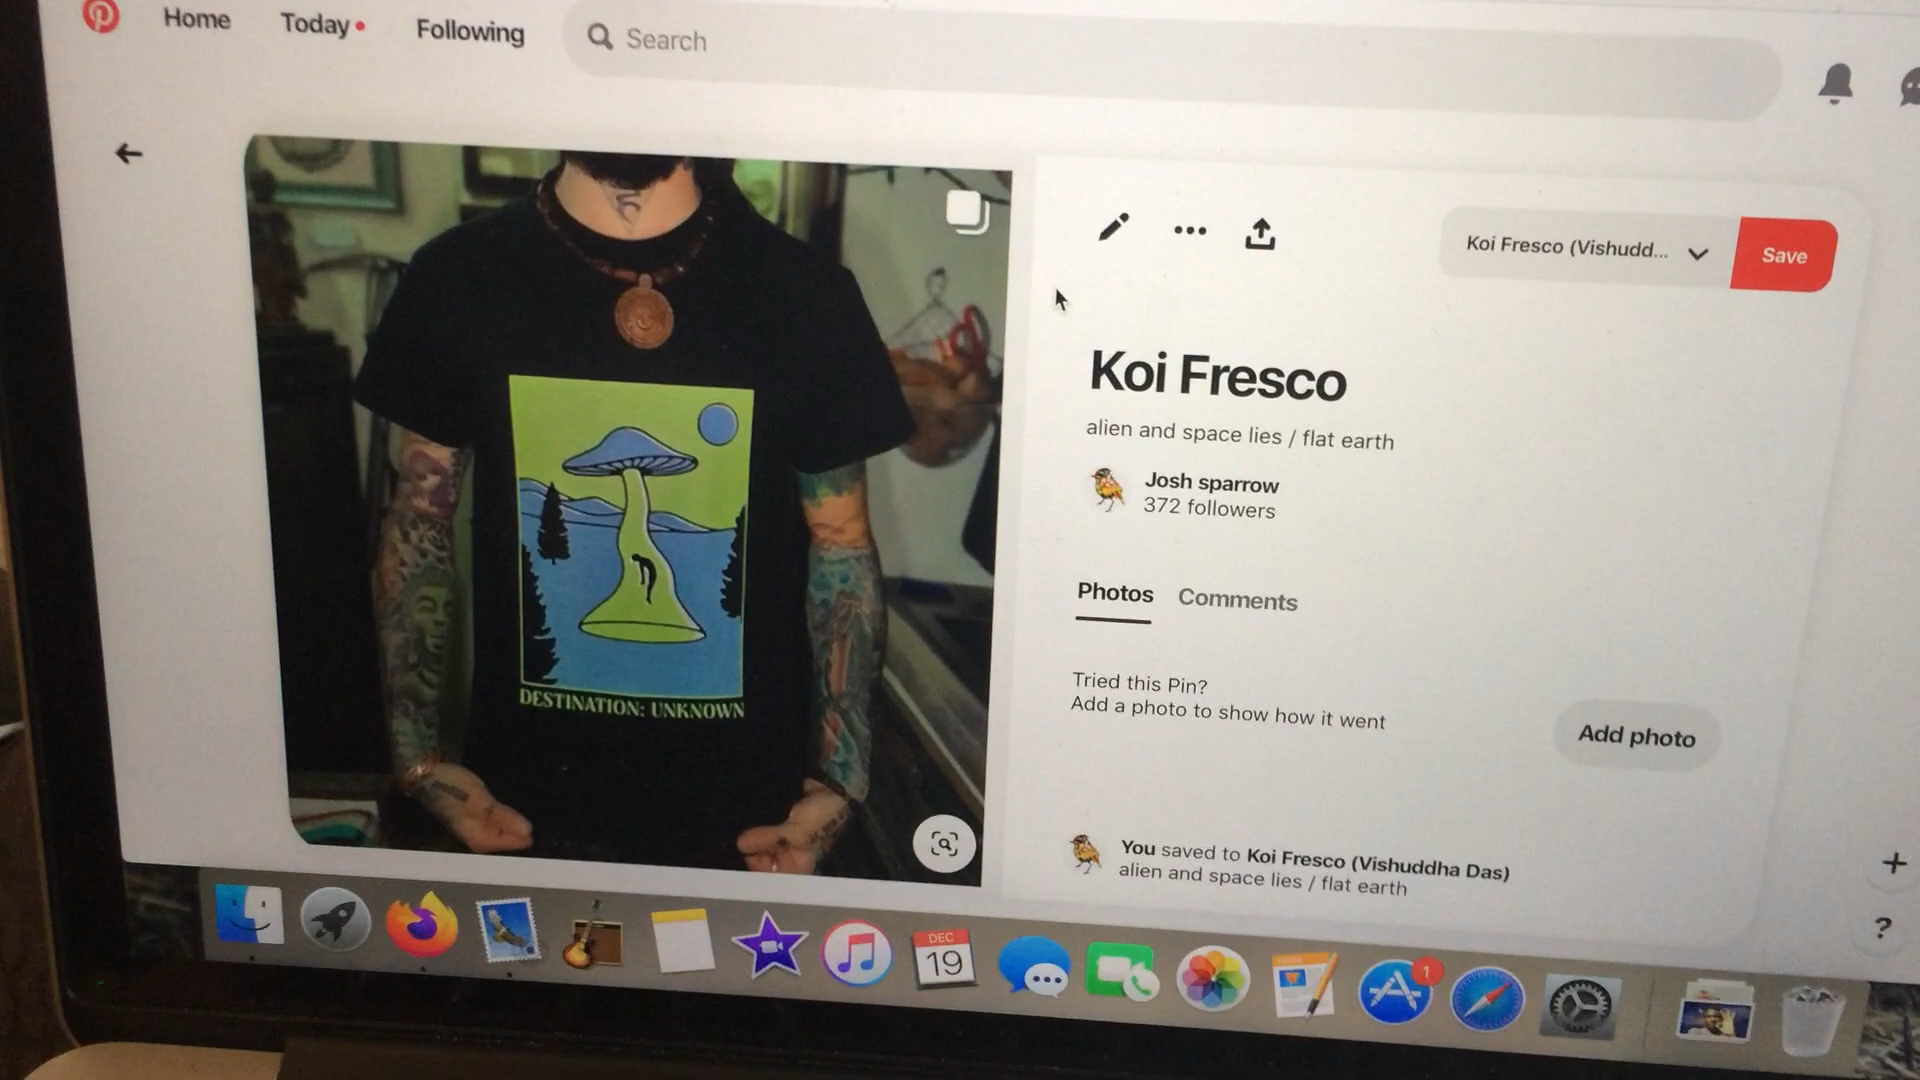 Home Today Following Search
Koi Fresco (Vishudd... Save
Koi Fresco
alien and space lies / flat earth
Josh sparrow
372 followers
Photos Comments
Tried this Pin?
Add a photo to show how it went
Add photo
You saved to Koi Fresco (Vishuddha Das)
alien and space lies / flat earth
DESTINATION: UNKNOWN
+
?
DEC
19
1